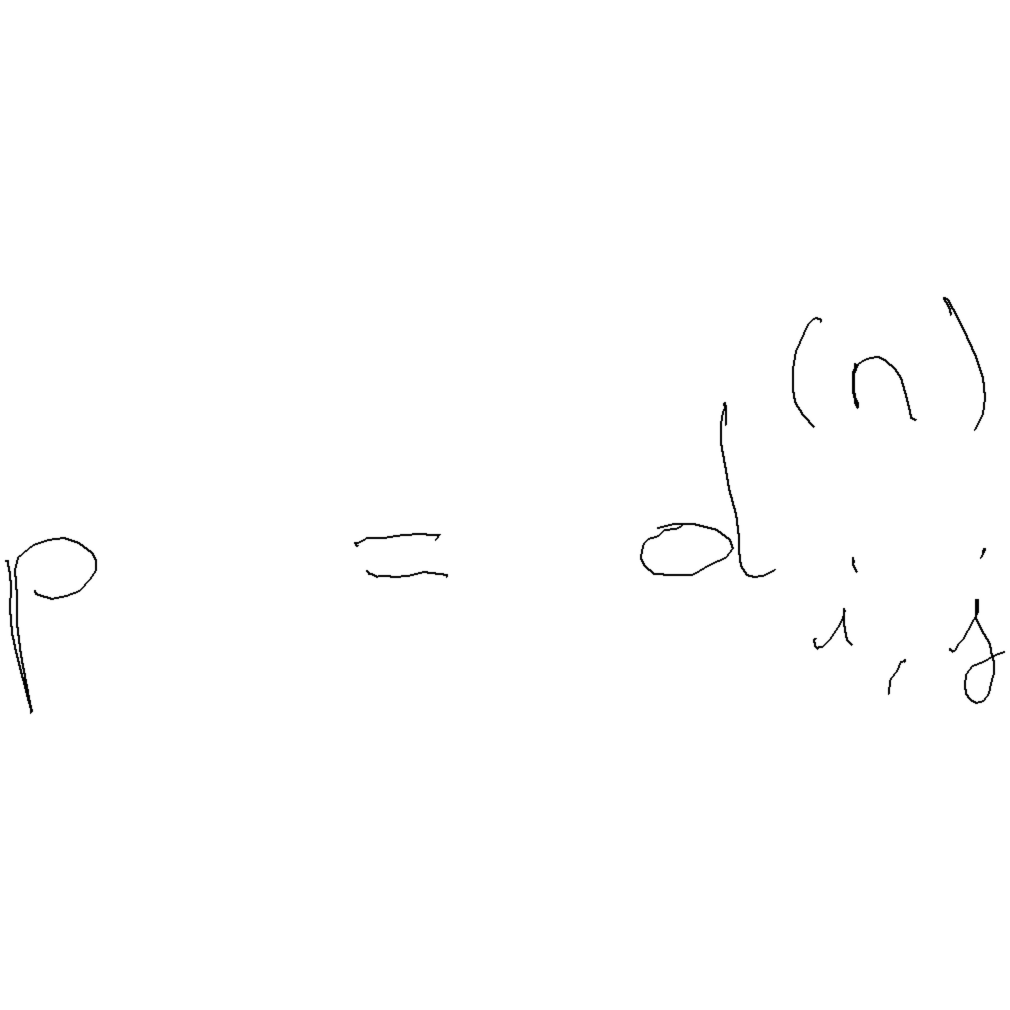 p = d_{i,j}^{(n)}